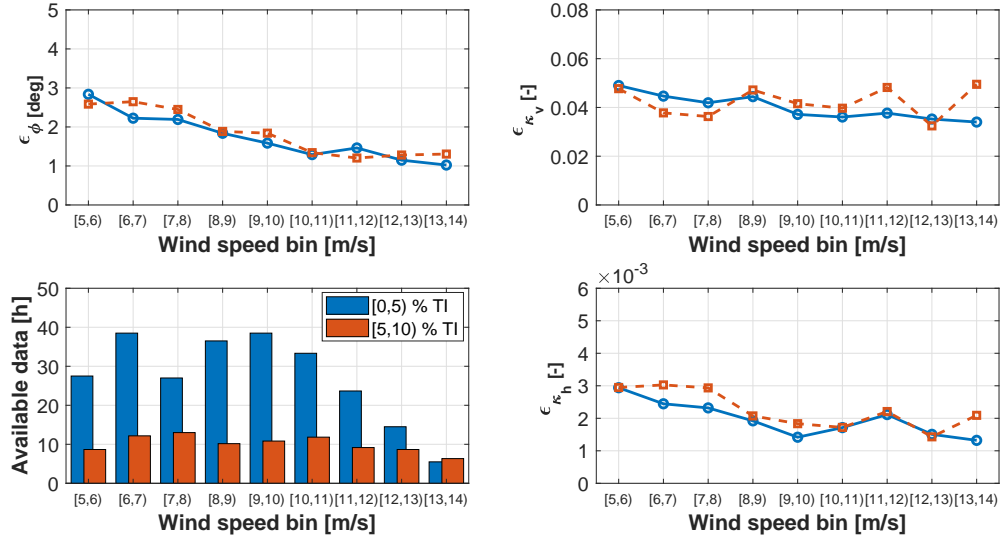 5
4
3
2
1
0
ϵ_ϕ [deg]
[5,6) [6,7) [7,8) [8,9) [9,10) [10,11) [11,12) [12,13) [13,14)
Wind speed bin [m/s]
0.08
0.06
0.04
0.02
0
ϵ_κ_v [-]
[5,6) [6,7) [7,8) [8,9) [9,10) [10,11) [11,12) [12,13) [13,14)
Wind speed bin [m/s]
50
40
30
20
10
0
Available data [h]
[0,5) % TI
[5,10) % TI
[5,6) [6,7) [7,8) [8,9) [9,10) [10,11) [11,12) [12,13) [13,14)
Wind speed bin [m/s]
×10^-3
6
5
4
3
2
1
0
ϵ_κ_h [-]
[5,6) [6,7) [7,8) [8,9) [9,10) [10,11) [11,12) [12,13) [13,14)
Wind speed bin [m/s]